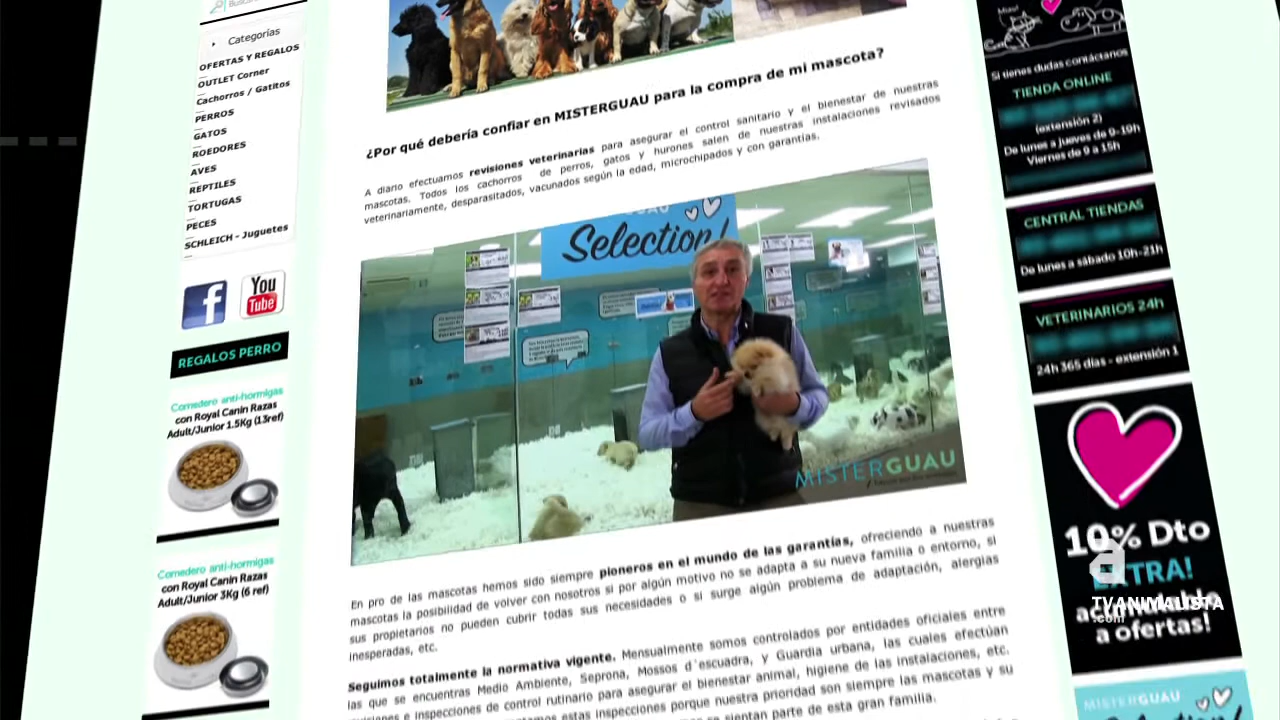 Categorías
OFERTAS Y REGALOS
OUTLET Corner
Cachorros / Gatitos
PERROS
GATOS
ROEDORES
AVES
REPTILES
TORTUGAS
PECES
SCHLEICH - Juguetes
f
You
Tube
REGALOS PERRO
Comedero anti-hormigas
con Royal Canin Razas
Adult/Junior 1.5Kg (13ref)
Comedero anti-hormigas
con Royal Canin Razas
Adult/Junior 3Kg (6 ref)
¿Por qué debería confiar en MISTERGUAU para la compra de mi mascota?
A diario efectuamos revisiones veterinarias para asegurar el control sanitario y el bienestar de nuestras
mascotas. Todos los cachorros de perros, gatos y hurones salen de nuestras instalaciones revisados
veterinariamente, desparasitados, vacunados según la edad, microchipados y con garantías.
Selection!
MISTERGUAU
En pro de las mascotas hemos sido siempre pioneros en el mundo de las garantías, ofreciendo a nuestras
mascotas la posibilidad de volver con nosotros si por algún motivo no se adapta a su nueva familia o entorno, si
sus propietarios no pueden cubrir todas sus necesidades o si surge algún problema de adaptación, alergias
inesperadas, etc.
Seguimos totalmente la normativa vigente. Mensualmente somos controlados por entidades oficiales entre
las que se encuentras Medio Ambiente, Seprona, Mossos d´escuadra, y Guardia urbana, las cuales efectúan
e inspecciones de control rutinario para asegurar el bienestar animal, higiene de las instalaciones, etc.
estas inspecciones porque nuestra prioridad son siempre las mascotas y su
se sientan parte de esta gran familia.
Si tienes dudas contáctanos
TIENDA ONLINE
(extensión 2)
De lunes a jueves de 9-19h
Viernes de 9 a 15h
CENTRAL TIENDAS
De lunes a sábado 10h-21h
VETERINARIOS 24h
24h 365 días - extensión 1
10% Dto
EXTRA!
a ofertas!
a
TVANIMALISTA
.com
MISTERGUAU